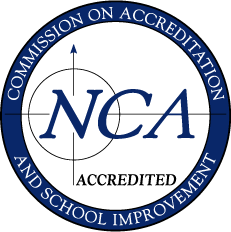 COMMISSION ON ACCREDITATION
NCA
ACCREDITED
AND SCHOOL IMPROVEMENT